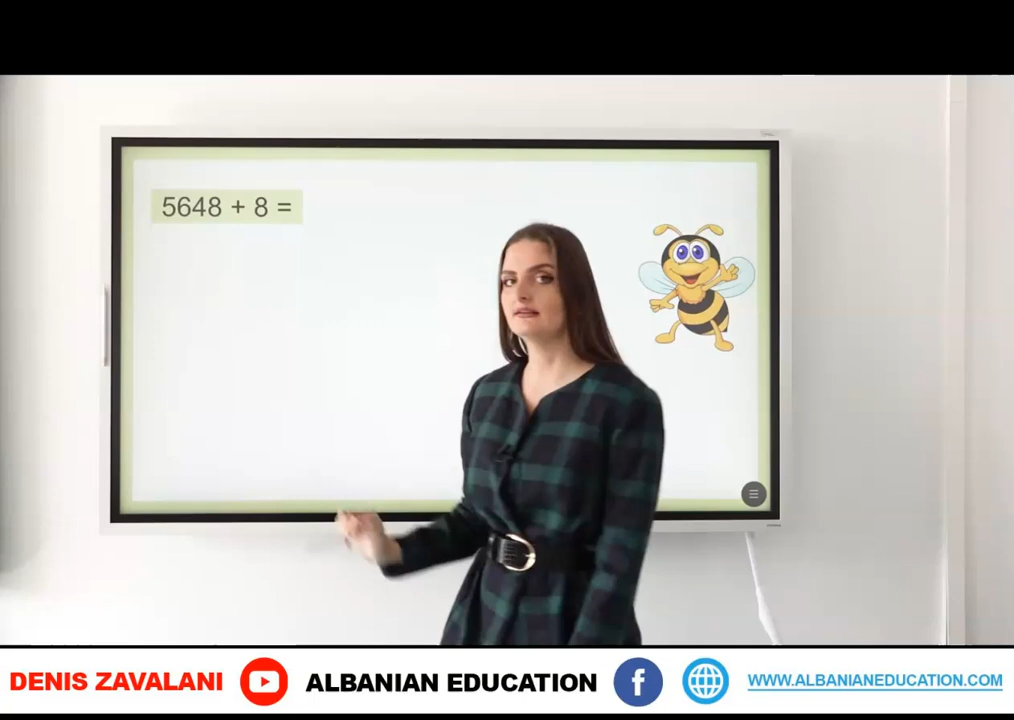 5648 + 8 =
DENIS ZAVALANI ALBANIAN EDUCATION WWW.ALBANIANEDUCATION.COM